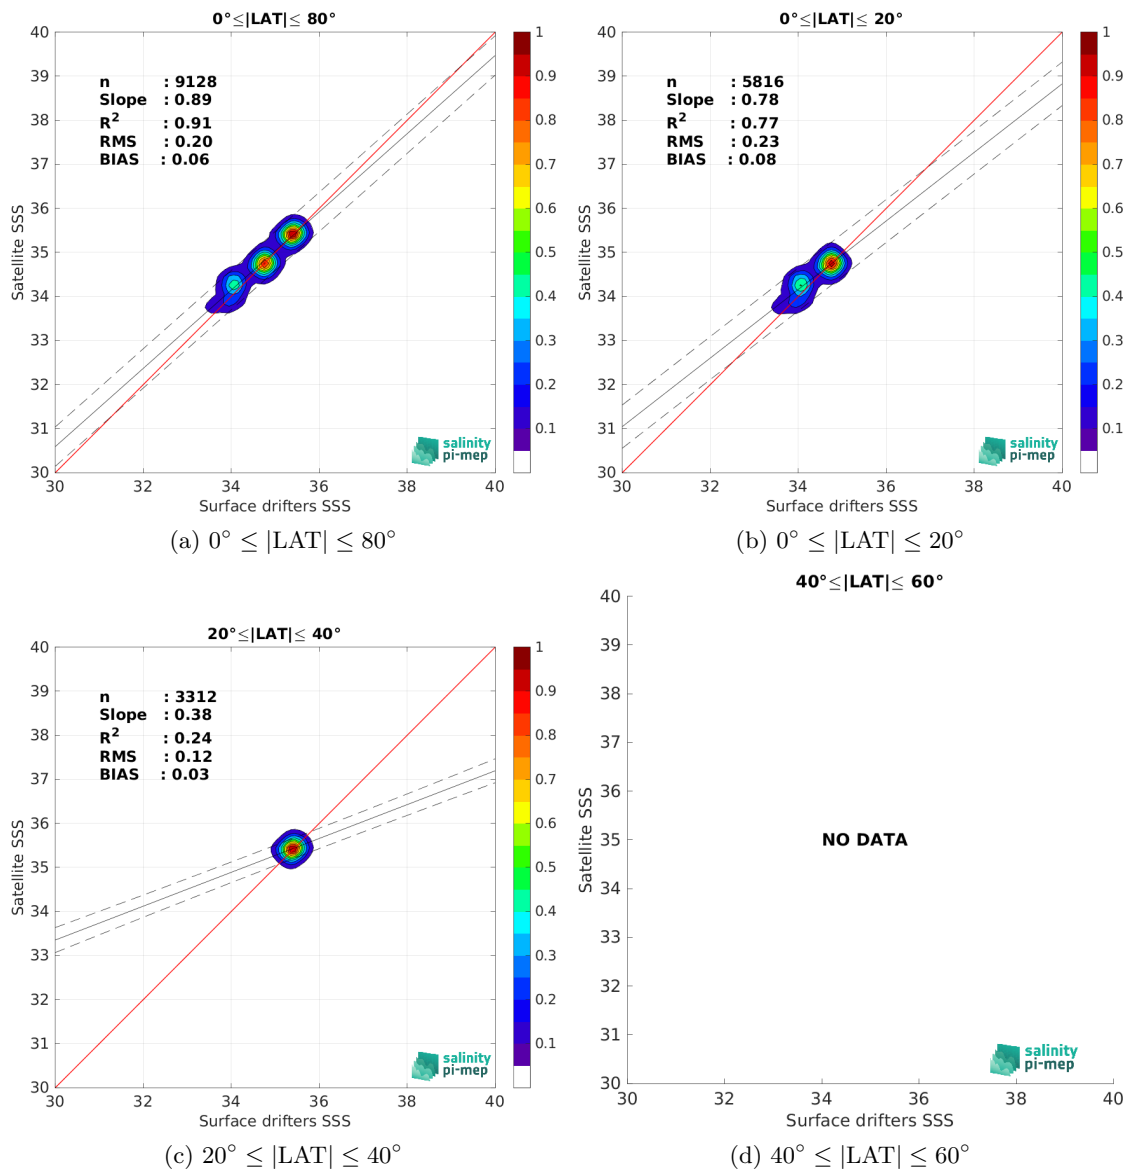 0°≤|LAT|≤ 80°
40
39
38
37
36
35
34
33
32
31
30
Satellite SSS
n : 9128
Slope : 0.89
R² : 0.91
RMS : 0.20
BIAS : 0.06
salinity
pi-mep
30 32 34 36 38 40
Surface drifters SSS
1
0.9
0.8
0.7
0.6
0.5
0.4
0.3
0.2
0.1
(a) 0° ≤ |LAT| ≤ 80°
0°≤|LAT|≤ 20°
40
39
38
37
36
35
34
33
32
31
30
Satellite SSS
n : 5816
Slope : 0.78
R² : 0.77
RMS : 0.23
BIAS : 0.08
salinity
pi-mep
30 32 34 36 38 40
Surface drifters SSS
1
0.9
0.8
0.7
0.6
0.5
0.4
0.3
0.2
0.1
(b) 0° ≤ |LAT| ≤ 20°
20°≤|LAT|≤ 40°
40
39
38
37
36
35
34
33
32
31
30
Satellite SSS
n : 3312
Slope : 0.38
R² : 0.24
RMS : 0.12
BIAS : 0.03
salinity
pi-mep
30 32 34 36 38 40
Surface drifters SSS
1
0.9
0.8
0.7
0.6
0.5
0.4
0.3
0.2
0.1
(c) 20° ≤ |LAT| ≤ 40°
40°≤|LAT|≤ 60°
40
39
38
37
36
35
34
33
32
31
30
Satellite SSS
NO DATA
salinity
pi-mep
30 32 34 36 38 40
Surface drifters SSS
(d) 40° ≤ |LAT| ≤ 60°